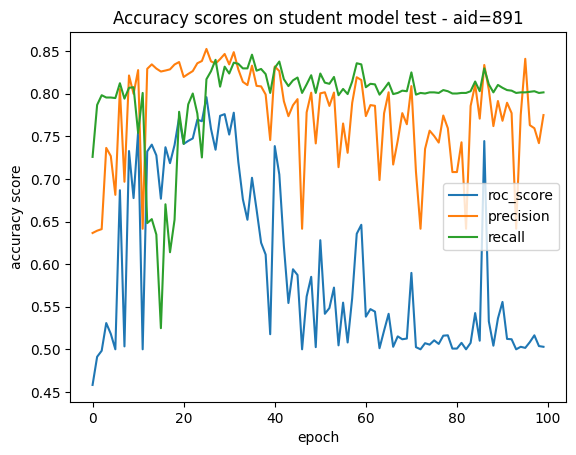 Accuracy scores on student model test - aid=891
accuracy score
0.85
0.80
0.75
0.70
0.65
0.60
0.55
0.50
0.45
roc_score
precision
recall
0
20
40
60
80
100
epoch